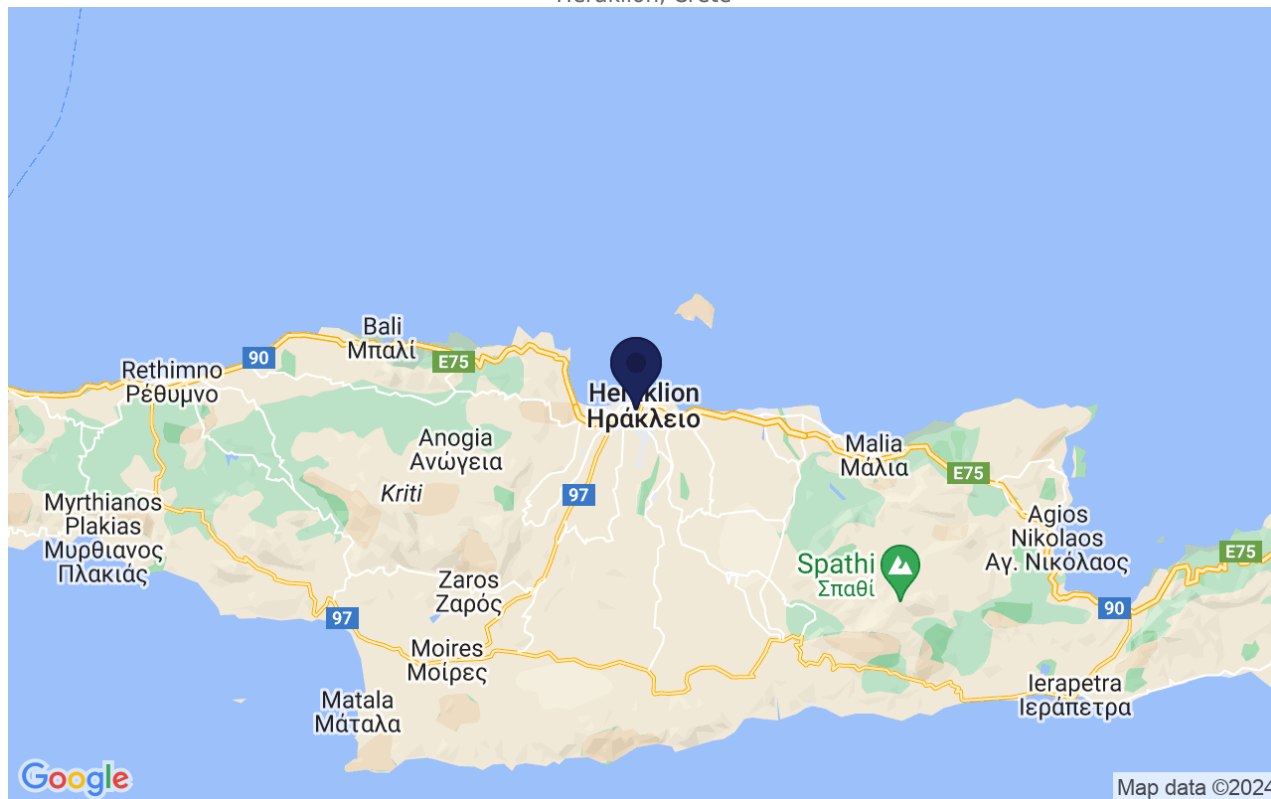 Heraklion, Crete
Bali
Μπαλί
90
E75
Rethimno
Ρέθυμνο
Heraklion
Ηράκλειο
Anogia
Ανώγεια
Malia
Μάλια
E75
Kriti
97
Myrthianos
Plakias
Μυρθιανος
Πλακιάς
Agios
Nikolaos
Αγ. Νικόλαος
E75
Spathi
Σπαθί
Zaros
Ζαρός
90
97
Moires
Μοίρες
Matala
Μάταλα
Ierapetra
Ιεράπετρα
Google
Map data ©2024